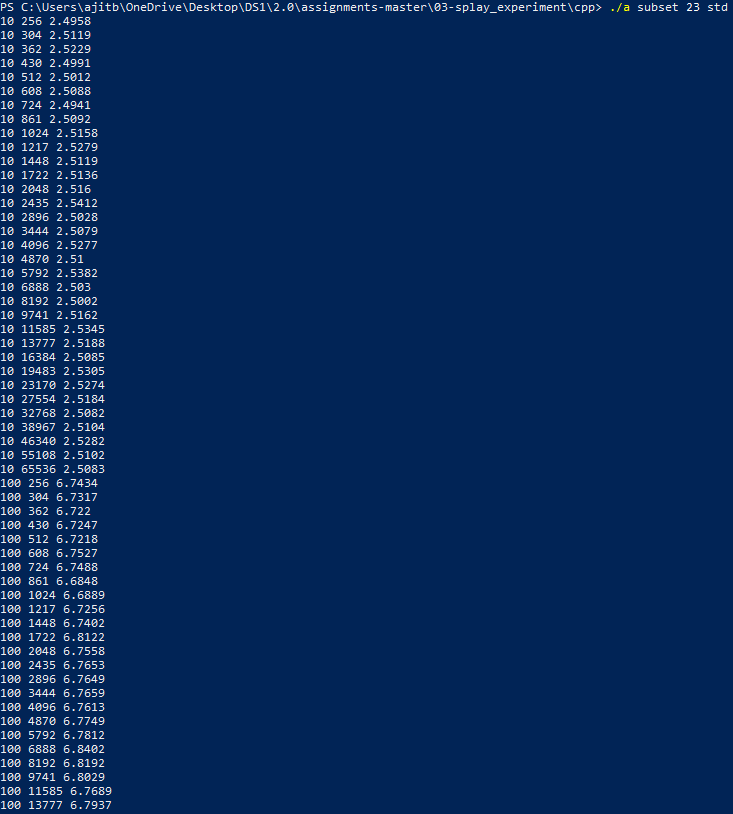 PS C:\Users\ajitb\OneDrive\Desktop\DS1\2.0\assignments-master\03-splay_experiment\cpp> ./a subset 23 std
10 256 2.4958
10 304 2.5119
10 362 2.5229
10 430 2.4991
10 512 2.5012
10 608 2.5088
10 724 2.4941
10 861 2.5092
10 1024 2.5158
10 1217 2.5279
10 1448 2.5119
10 1722 2.5136
10 2048 2.516
10 2435 2.5412
10 2896 2.5028
10 3444 2.5079
10 4096 2.5277
10 4870 2.51
10 5792 2.5382
10 6888 2.503
10 8192 2.5002
10 9741 2.5162
10 11585 2.5345
10 13777 2.5188
10 16384 2.5085
10 19483 2.5305
10 23170 2.5274
10 27554 2.5184
10 32768 2.5082
10 38967 2.5104
10 46340 2.5282
10 55108 2.5102
10 65536 2.5083
100 256 6.7434
100 304 6.7317
100 362 6.722
100 430 6.7247
100 512 6.7218
100 608 6.7527
100 724 6.7488
100 861 6.6848
100 1024 6.6889
100 1217 6.7256
100 1448 6.7402
100 1722 6.8122
100 2048 6.7558
100 2435 6.7653
100 2896 6.7649
100 3444 6.7659
100 4096 6.7613
100 4870 6.7749
100 5792 6.7812
100 6888 6.8402
100 8192 6.8192
100 9741 6.8029
100 11585 6.7689
100 13777 6.7937